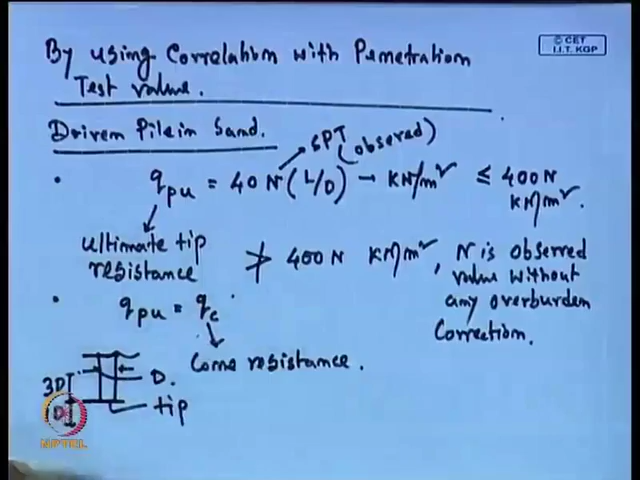 By using Correlation with Penetration
Test value.
© CET
I.I.T. KGP
Driven Pile in Sand.
SPT
(observed)
• qpu = 40 N (L/D) → kN/m² ≤ 400N
kN/m².
ultimate tip
resistance
≯ 400 N kN/m², N is observed
value without
any overburden
Correction.
• qpu = qc
Cone resistance.
3D
D.
D
tip
NPTEL